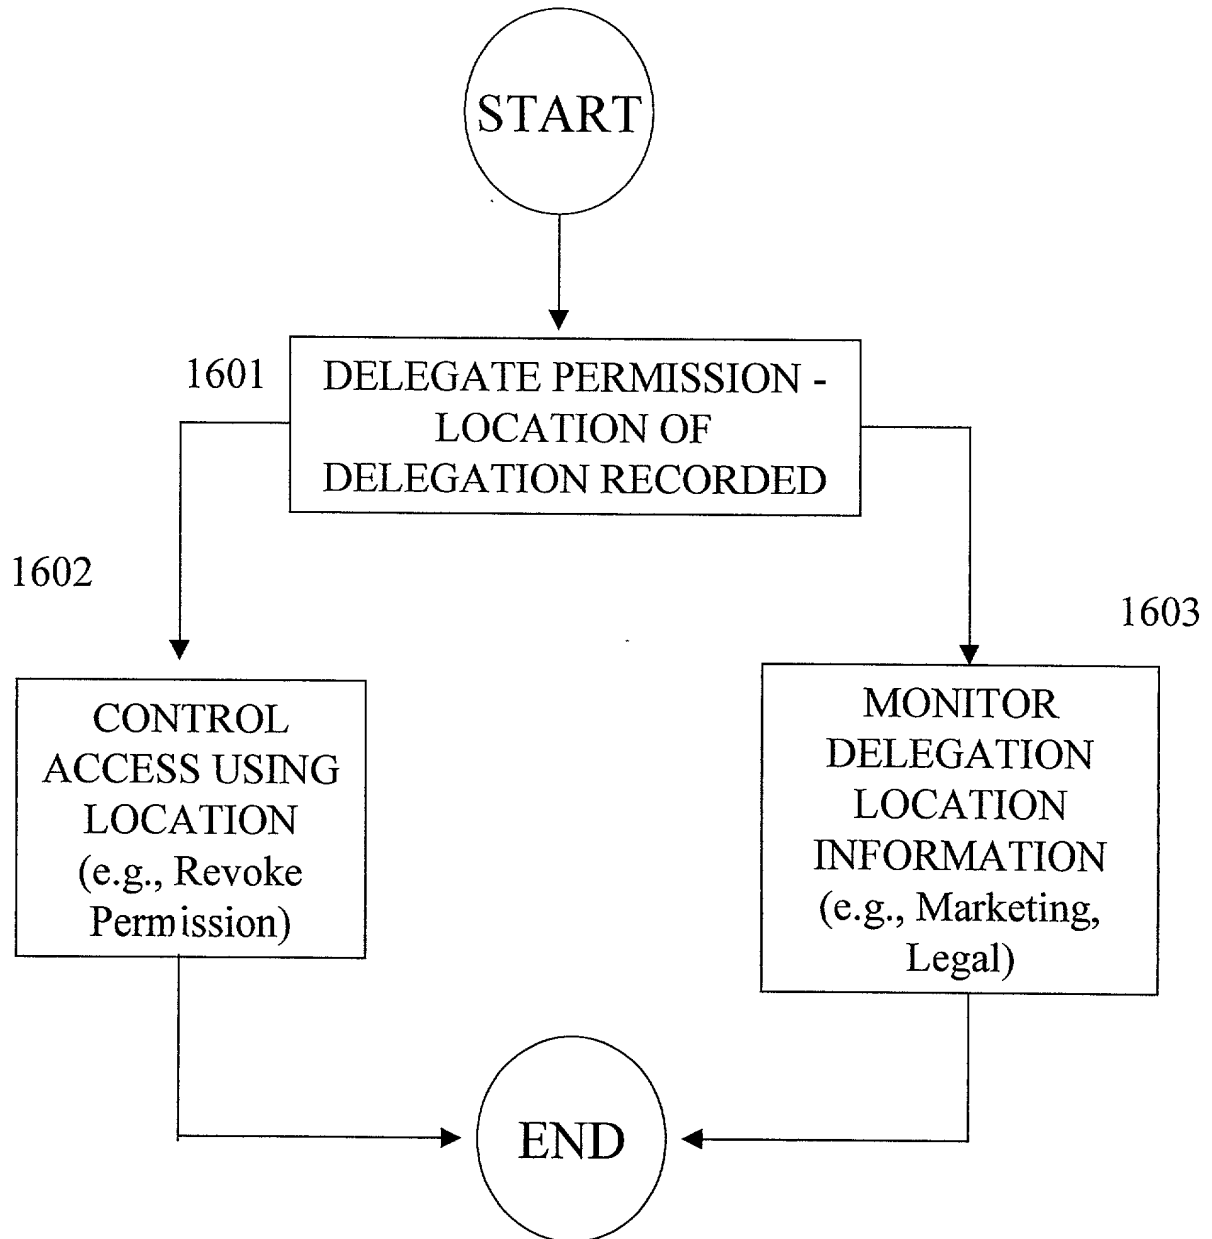 START
1601
DELEGATE PERMISSION -
LOCATION OF
DELEGATION RECORDED
1602
1603
CONTROL
ACCESS USING
LOCATION
(e.g., Revoke
Permission)
MONITOR
DELEGATION
LOCATION
INFORMATION
(e.g., Marketing,
Legal)
END